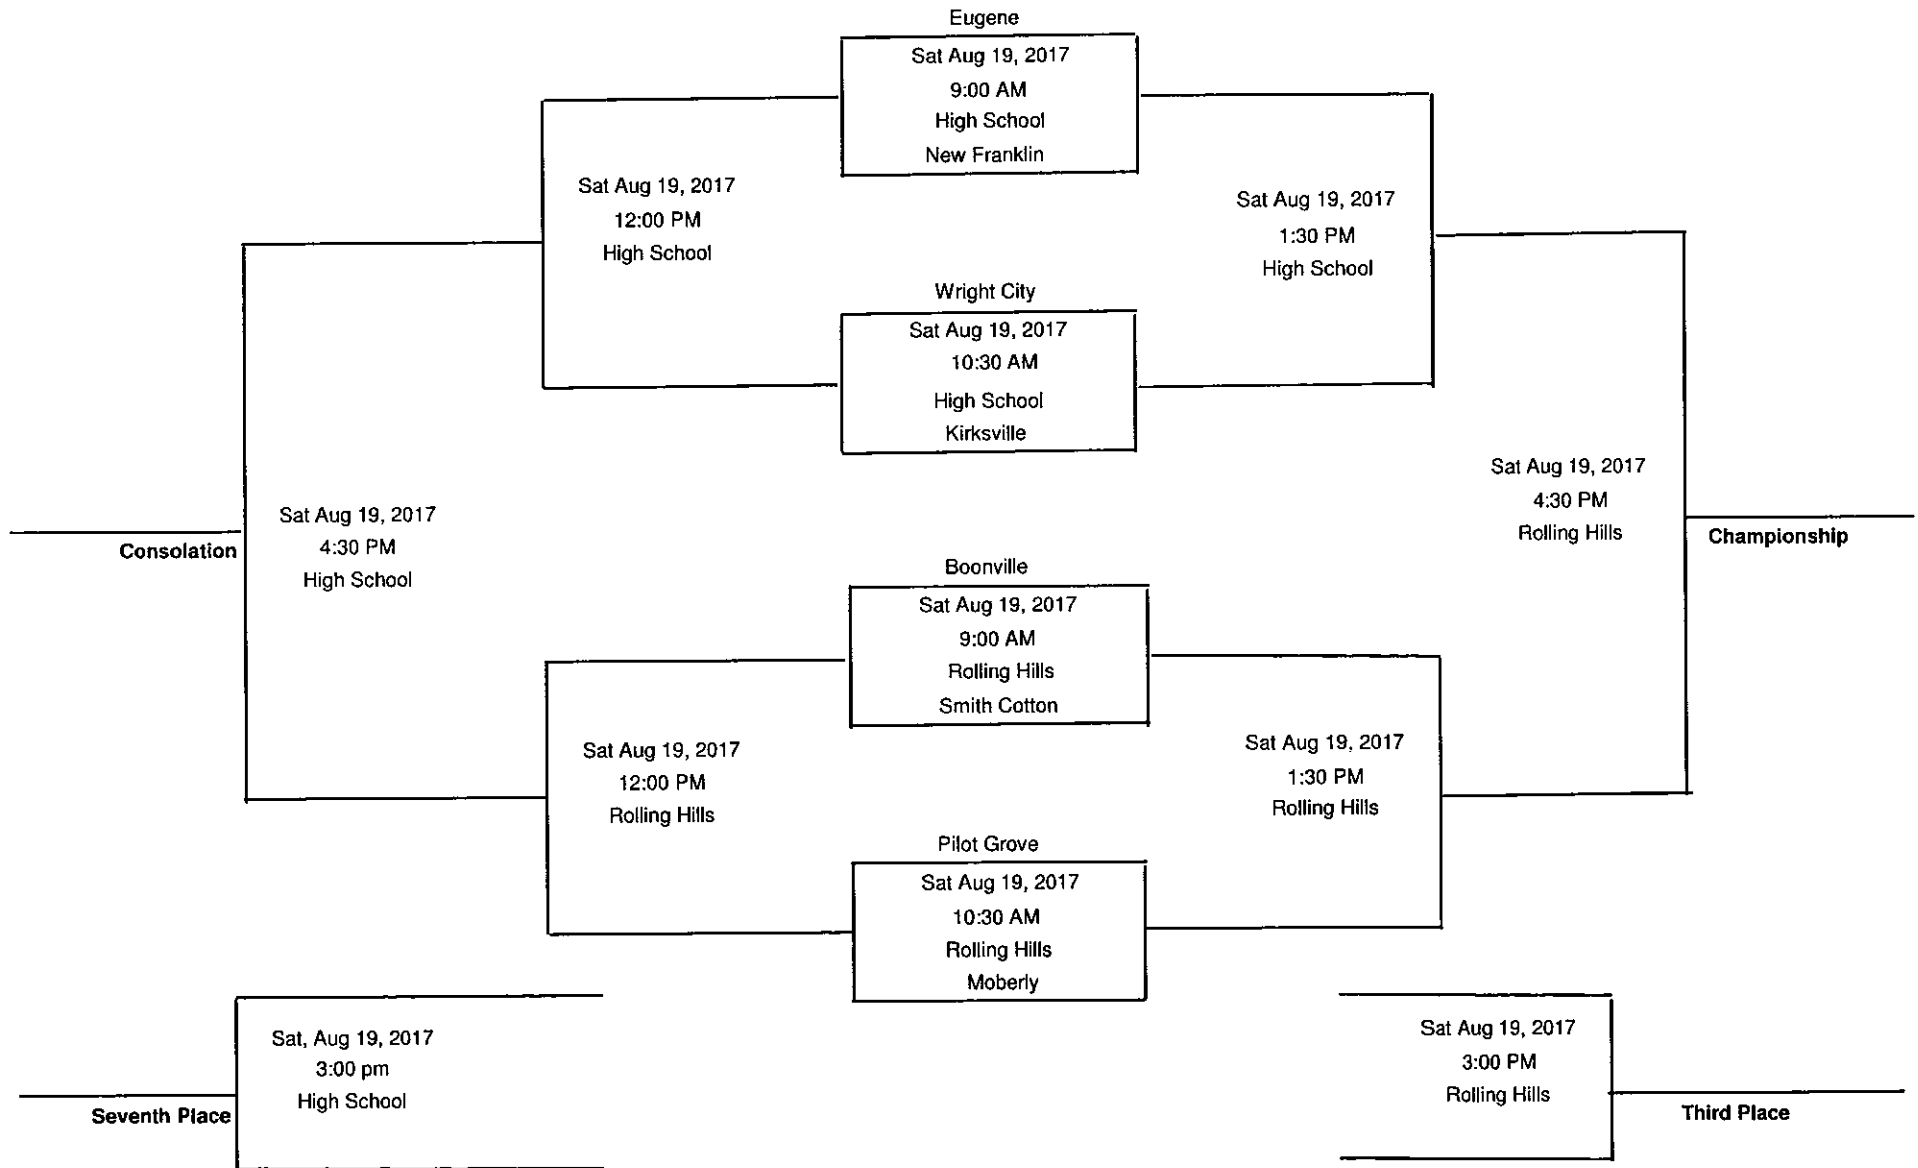 Eugene
Sat Aug 19, 2017
9:00 AM
High School
New Franklin
Sat Aug 19, 2017
12:00 PM
High School
Sat Aug 19, 2017
1:30 PM
High School
Wright City
Sat Aug 19, 2017
10:30 AM
High School
Kirksville
Sat Aug 19, 2017
4:30 PM
High School
Consolation
Sat Aug 19, 2017
4:30 PM
Rolling Hills
Championship
Boonville
Sat Aug 19, 2017
9:00 AM
Rolling Hills
Smith Cotton
Sat Aug 19, 2017
12:00 PM
Rolling Hills
Sat Aug 19, 2017
1:30 PM
Rolling Hills
Pilot Grove
Sat Aug 19, 2017
10:30 AM
Rolling Hills
Moberly
Sat, Aug 19, 2017
3:00 pm
High School
Seventh Place
Sat Aug 19, 2017
3:00 PM
Rolling Hills
Third Place